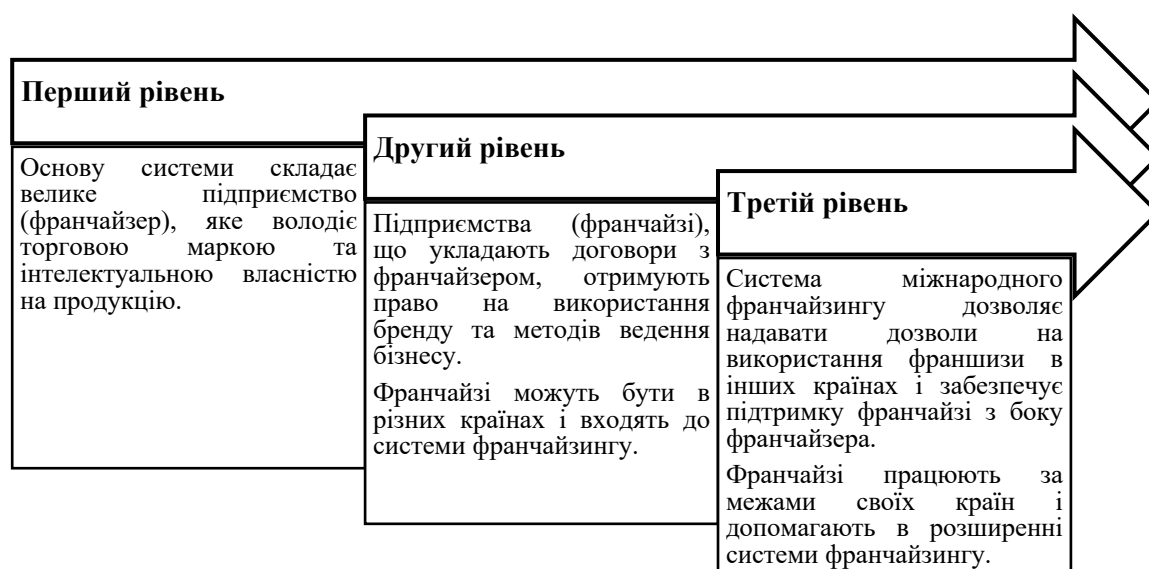 Перший рівень
Основу системи складає
велике підприємство
(франчайзер), яке володіє
торговою маркою та
інтелектуальною власністю
на продукцію.
Другий рівень
Підприємства (франчайзі),
що укладають договори з
франчайзером, отримують
право на використання
бренду та методів ведення
бізнесу.
Франчайзі можуть бути в
різних країнах і входять до
системи франчайзингу.
Третій рівень
Система міжнародного
франчайзингу дозволяє
надавати дозволи на
використання франшизи в
інших країнах і забезпечує
підтримку франчайзі з боку
франчайзера.
Франчайзі працюють за
межами своїх країн і
допомагають в розширенні
системи франчайзингу.